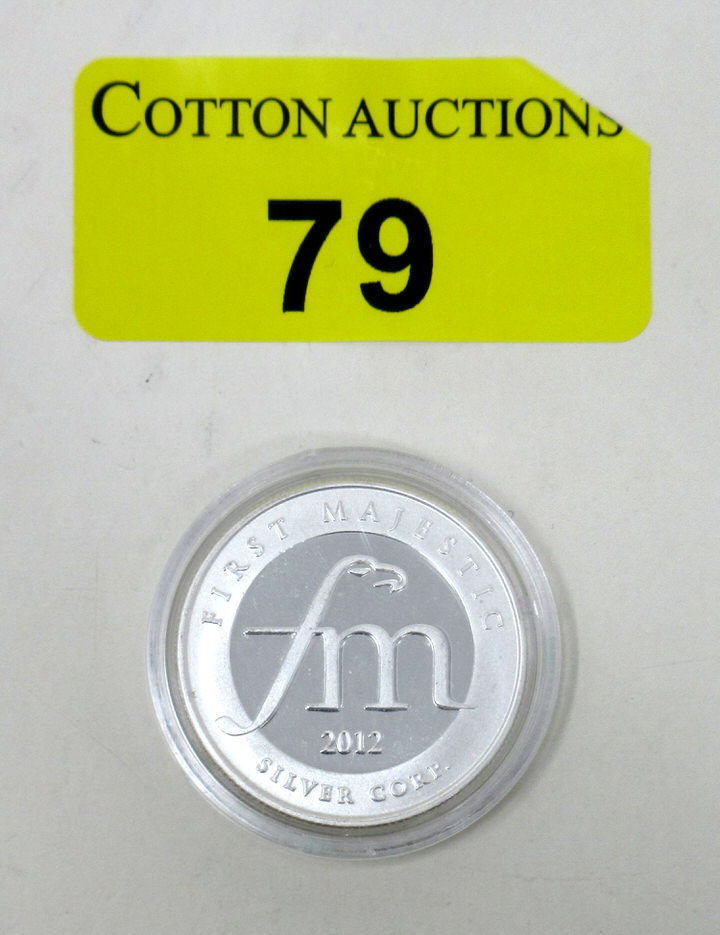 COTTON AUCTIONS
79
FIRST MAJESTIC
fm
2012
SILVER CORP.